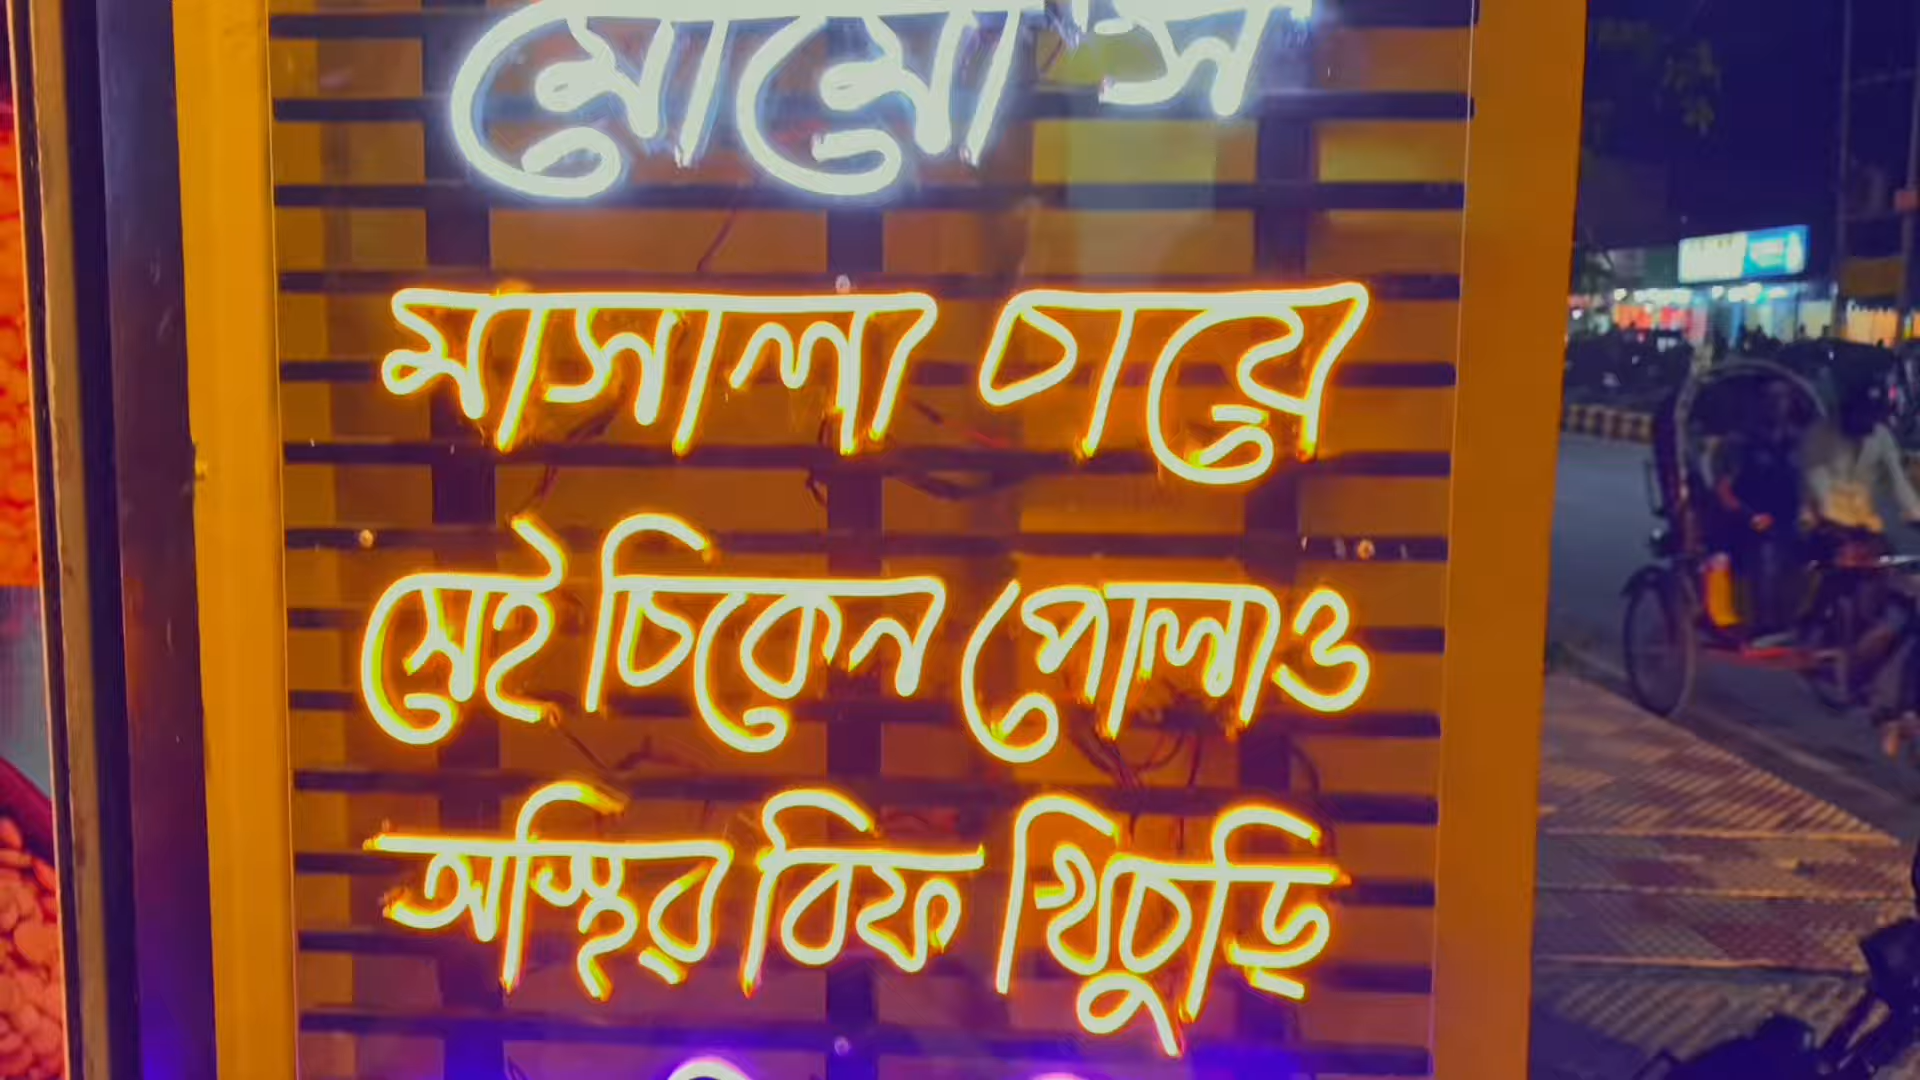 মোমো'স
মাসালা চায়ে
সেই চিকেন পোলাও
অস্থির বিফ খিচুড়ি